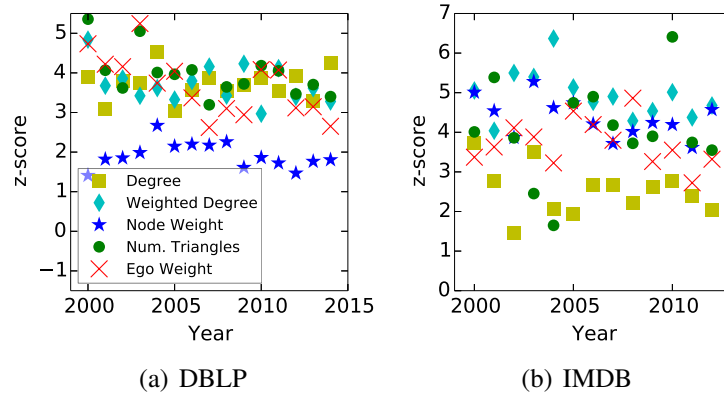 6
5
4
3
2
1
0
−1
z-score
Degree
Weighted Degree
Node Weight
Num. Triangles
Ego Weight
2000 2005 2010 2015
Year
(a) DBLP
7
6
5
4
3
2
1
0
z-score
2000 2005 2010
Year
(b) IMDB